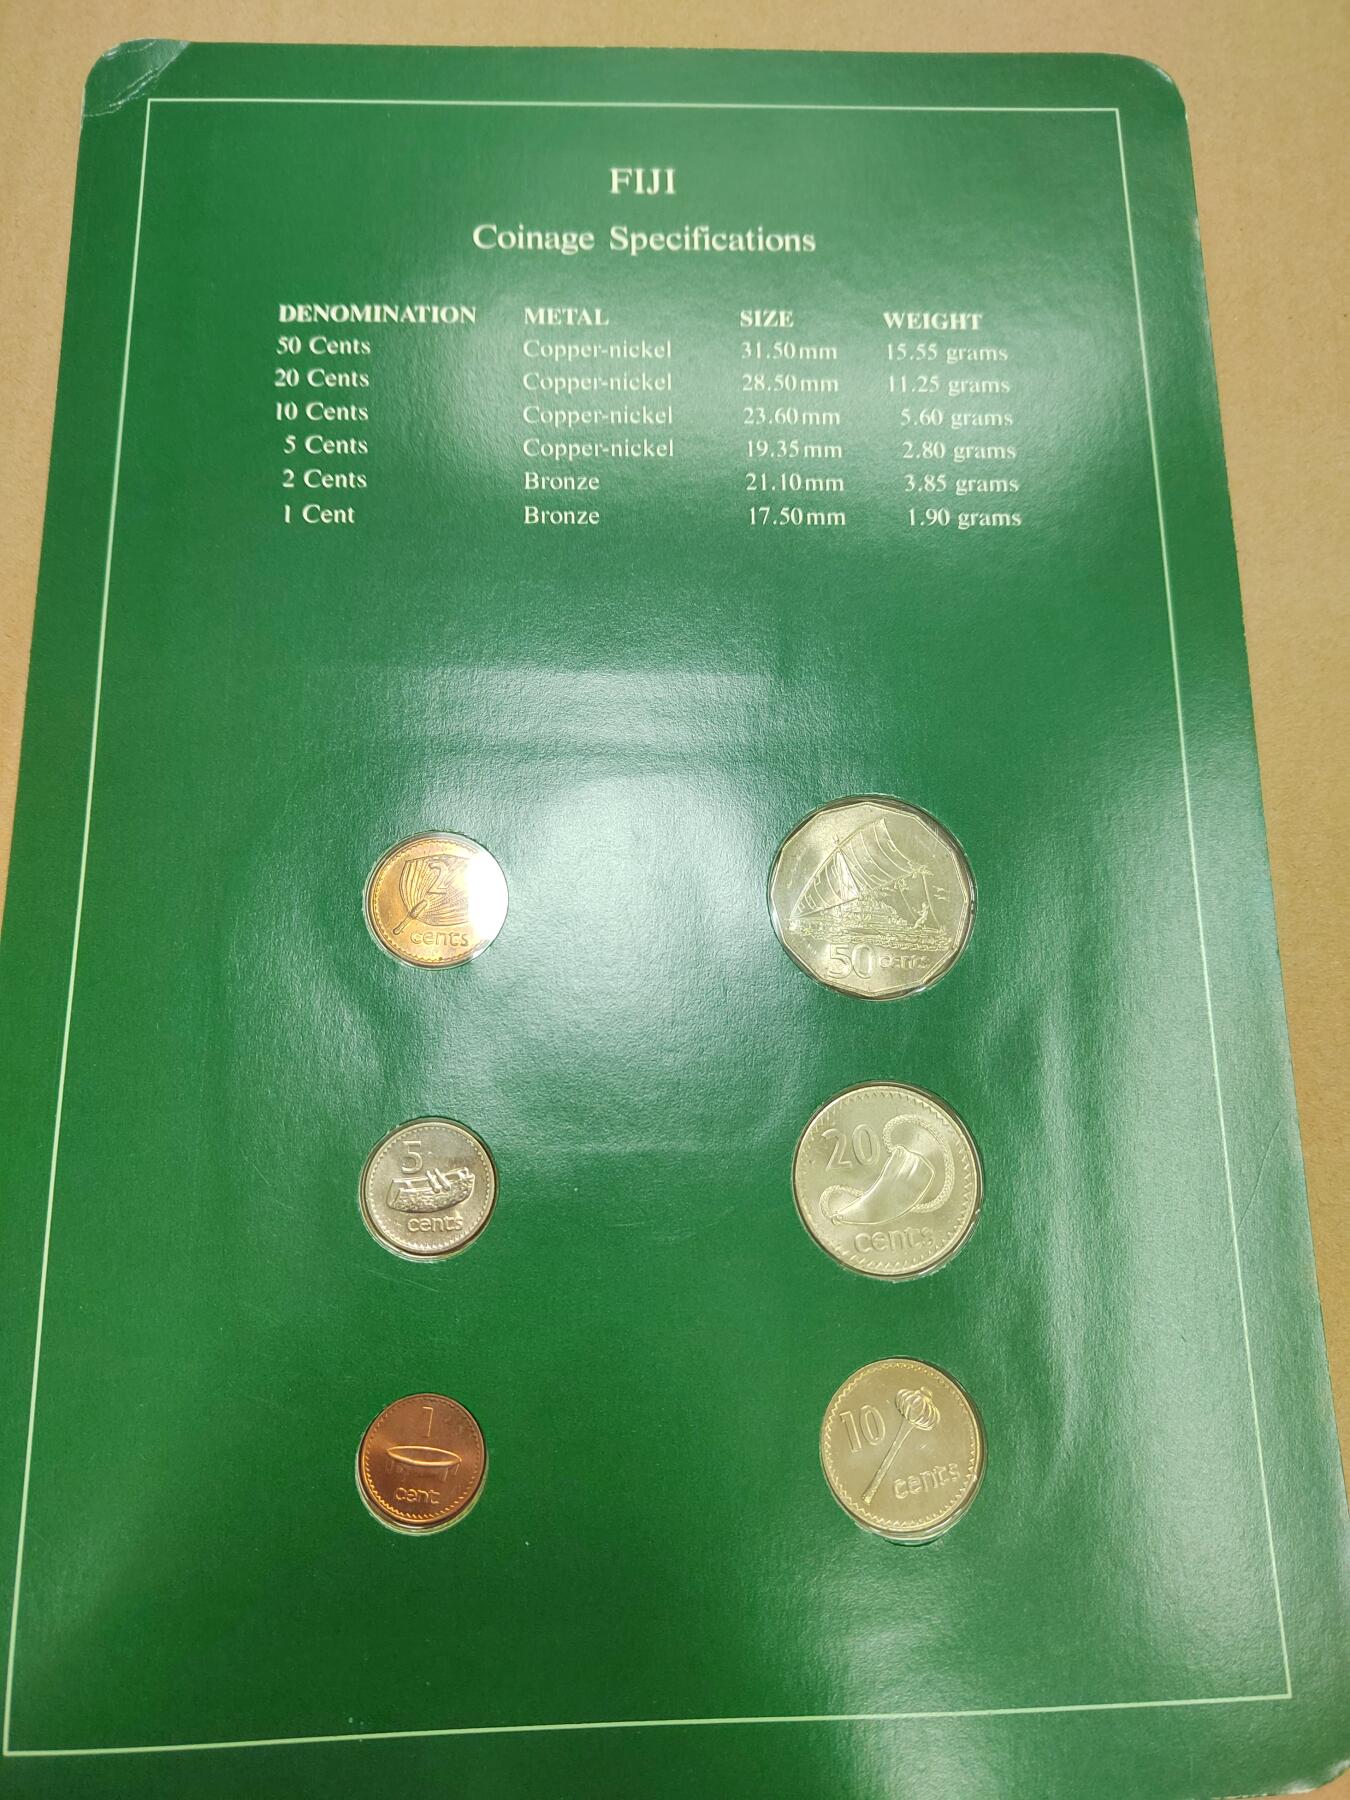 FIJI
Coinage Specifications
DENOMINATION METAL SIZE WEIGHT
50 Cents Copper-nickel 31.50mm 15.55 grams
20 Cents Copper-nickel 28.50mm 11.25 grams
10 Cents Copper-nickel 23.60mm 5.60 grams
5 Cents Copper-nickel 19.35mm 2.80 grams
2 Cents Bronze 21.10mm 3.85 grams
1 Cent Bronze 17.50mm 1.90 grams
2
cents
50 cents
5
cents
20
cents
1
cent
10
cents